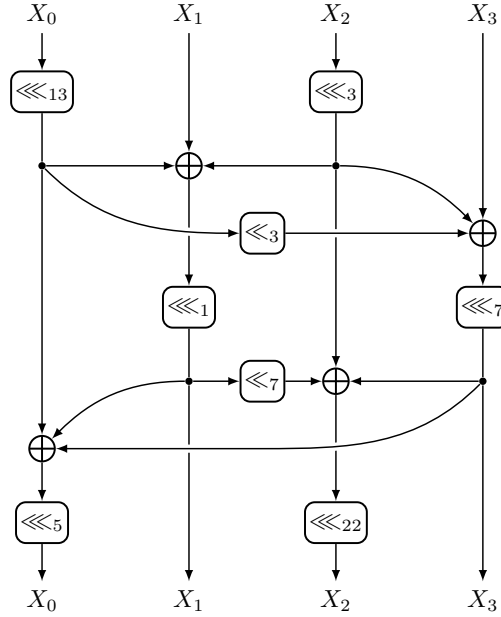 X₀ X₁ X₂ X₃
⋘₁₃ ⋘₃
≪₃
⋘₁ ⋘₇
≪₇
⋘₅ ⋘₂₂
X₀ X₁ X₂ X₃